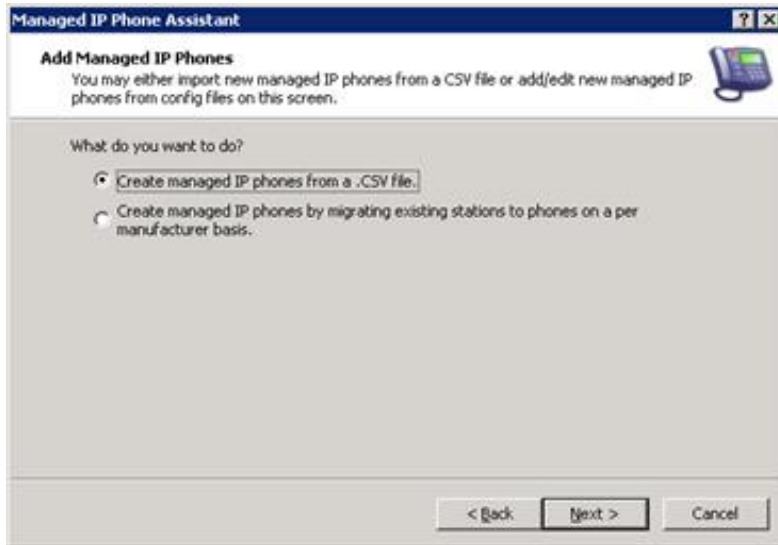 Managed IP Phone Assistant
Add Managed IP Phones
You may either import new managed IP phones from a CSV file or add/edit new managed IP
phones from config files on this screen.
What do you want to do?
Create managed IP phones from a .CSV file.
Create managed IP phones by migrating existing stations to phones on a per
manufacturer basis.
< Back
Next >
Cancel